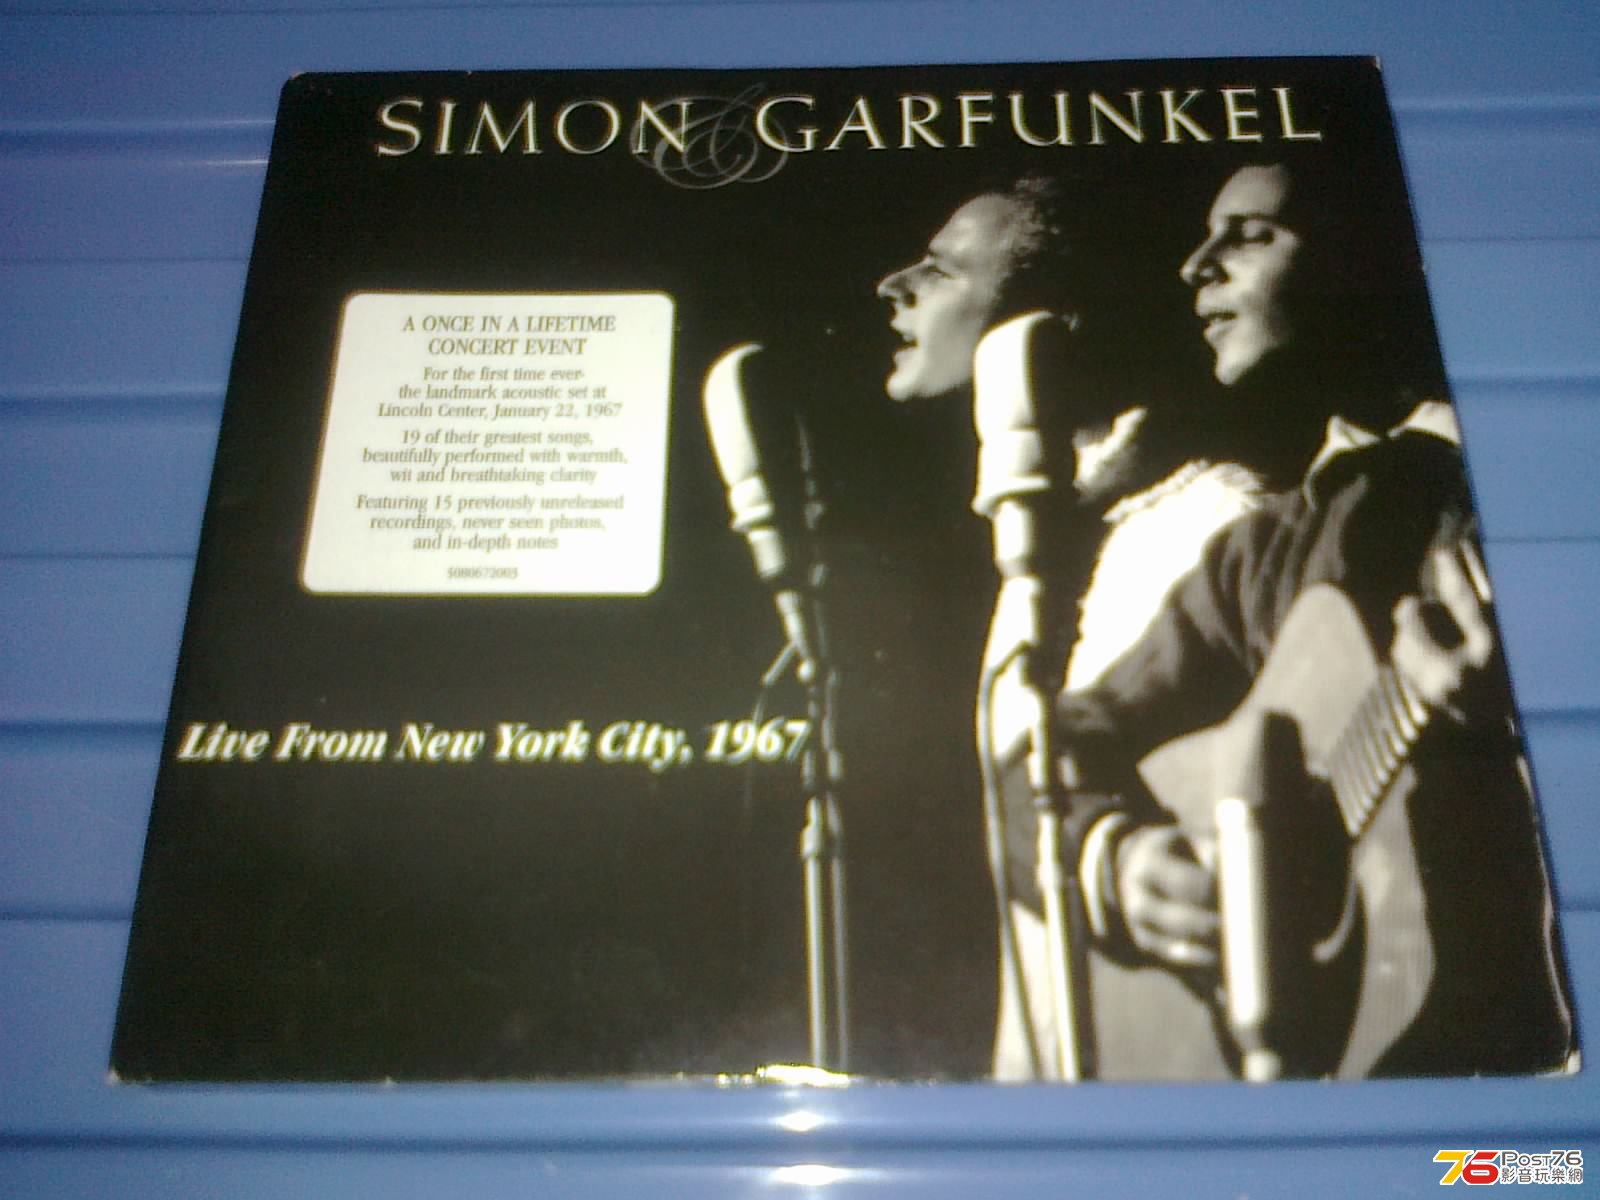 SIMON & GARFUNKEL
A ONCE IN A LIFETIME
CONCERT EVENT
For the first time ever-
the landmark acoustic set at
Lincoln Center, January 22, 1967
19 of their greatest songs,
beautifully performed with warmth,
wit and breathtaking clarity
Featuring 15 previously unreleased
recordings, never seen photos,
and in-depth notes
5080672003
Live From New York City, 1967
76 Post76
影音玩樂網